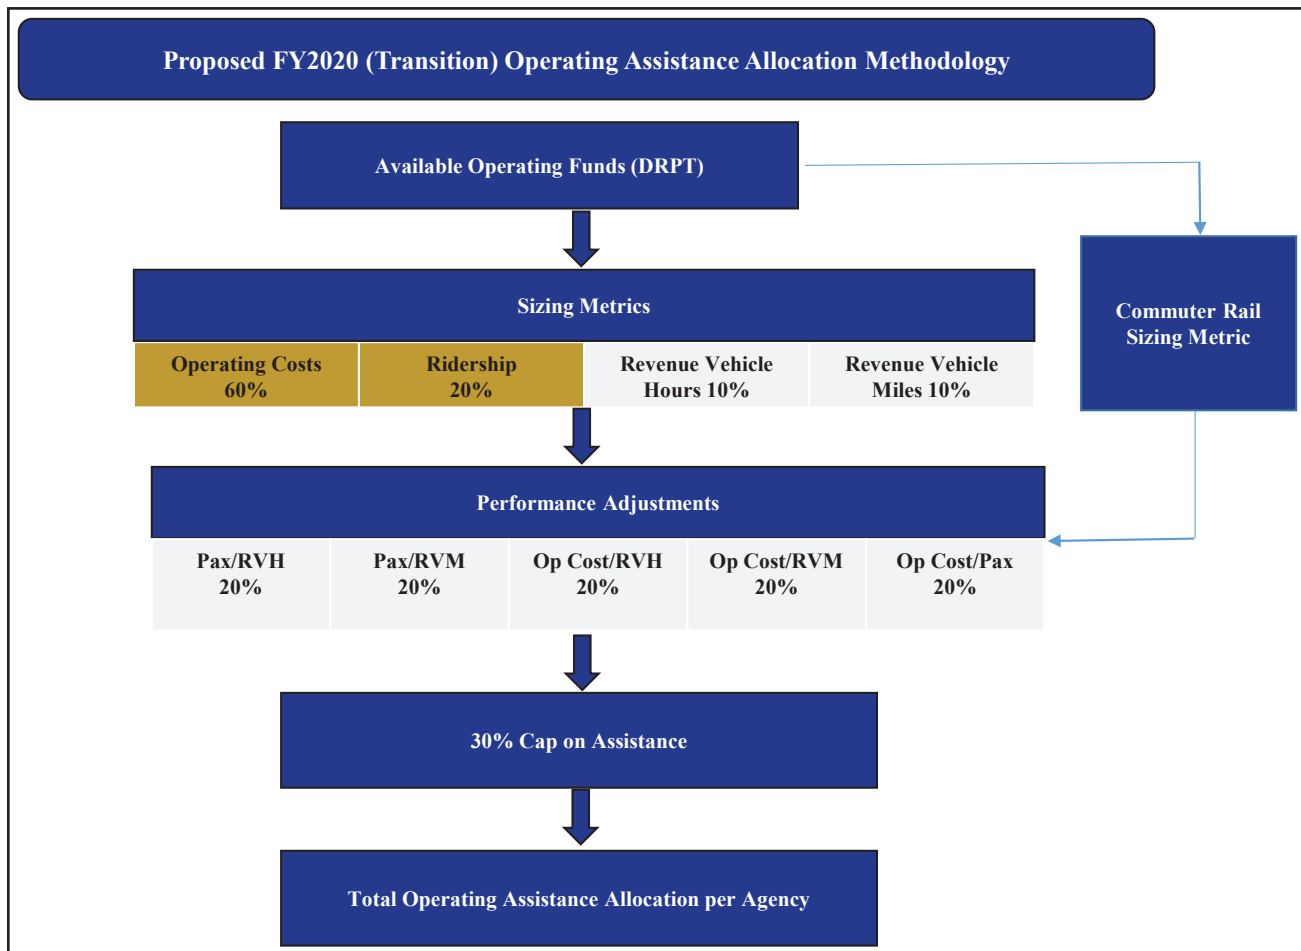 Proposed FY2020 (Transition) Operating Assistance Allocation Methodology
Available Operating Funds (DRPT)
Sizing Metrics
Operating Costs
60%
Ridership
20%
Revenue Vehicle
Hours 10%
Revenue Vehicle
Miles 10%
Commuter Rail
Sizing Metric
Performance Adjustments
Pax/RVH
20%
Pax/RVM
20%
Op Cost/RVH
20%
Op Cost/RVM
20%
Op Cost/Pax
20%
30% Cap on Assistance
Total Operating Assistance Allocation per Agency